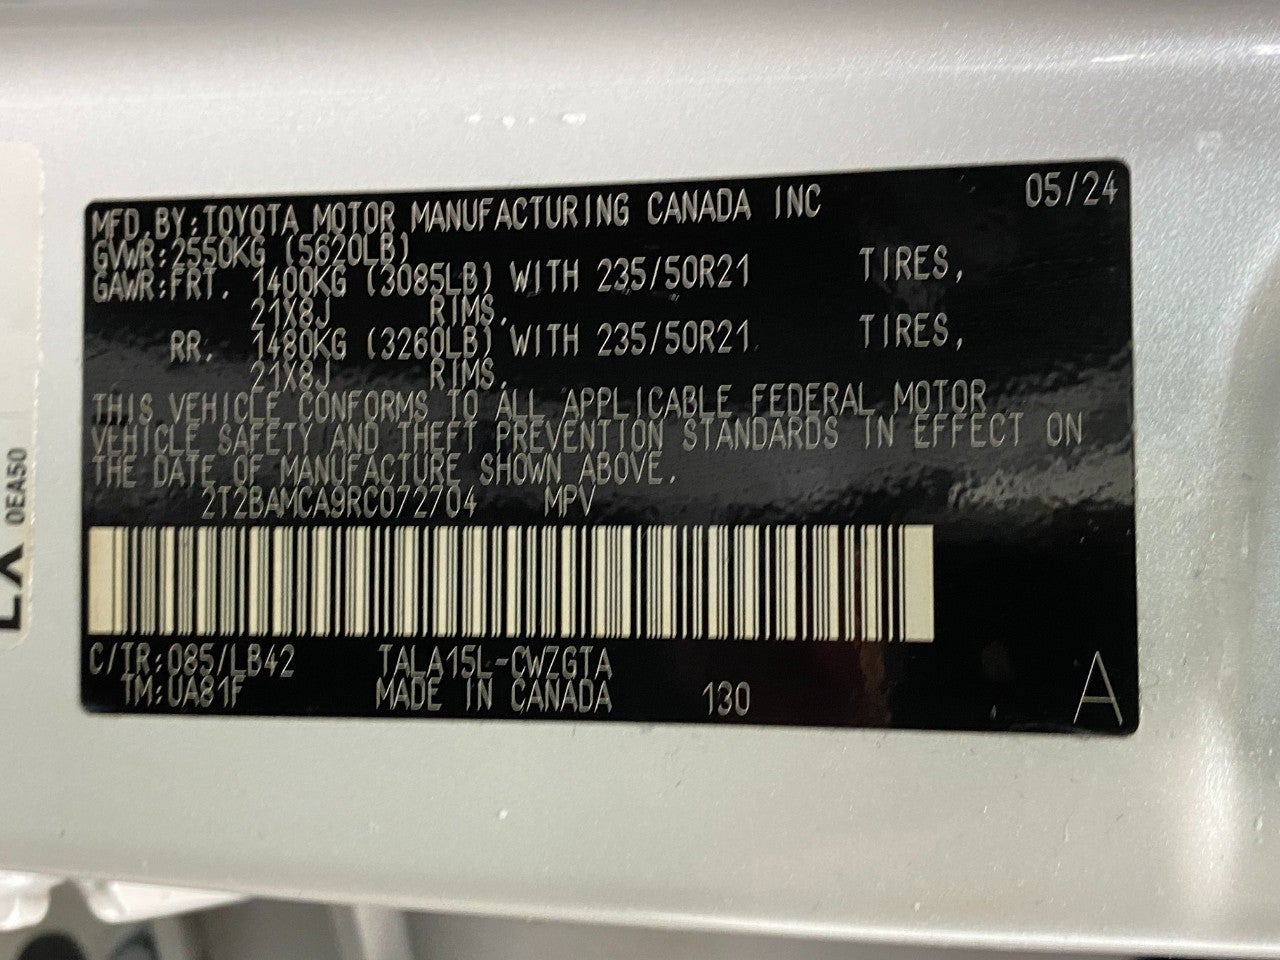 MFD.BY:TOYOTA MOTOR MANUFACTURING CANADA INC 05/24
GVWR:2550KG (5620LB)
GAWR:FRT. 1400KG (3085LB) WITH 235/50R21 TIRES,
21X8J RIMS,
RR. 1480KG (3260LB) WITH 235/50R21 TIRES,
21X8J RIMS,
THIS VEHICLE CONFORMS TO ALL APPLICABLE FEDERAL MOTOR
VEHICLE SAFETY AND THEFT PREVENTION STANDARDS IN EFFECT ON
THE DATE OF MANUFACTURE SHOWN ABOVE.
2T2BAMCA9RC072704 MPV
C/TR:085/LB42 TALA15L-CWZGTA
TM:UA81F MADE IN CANADA 130 A
0EA50